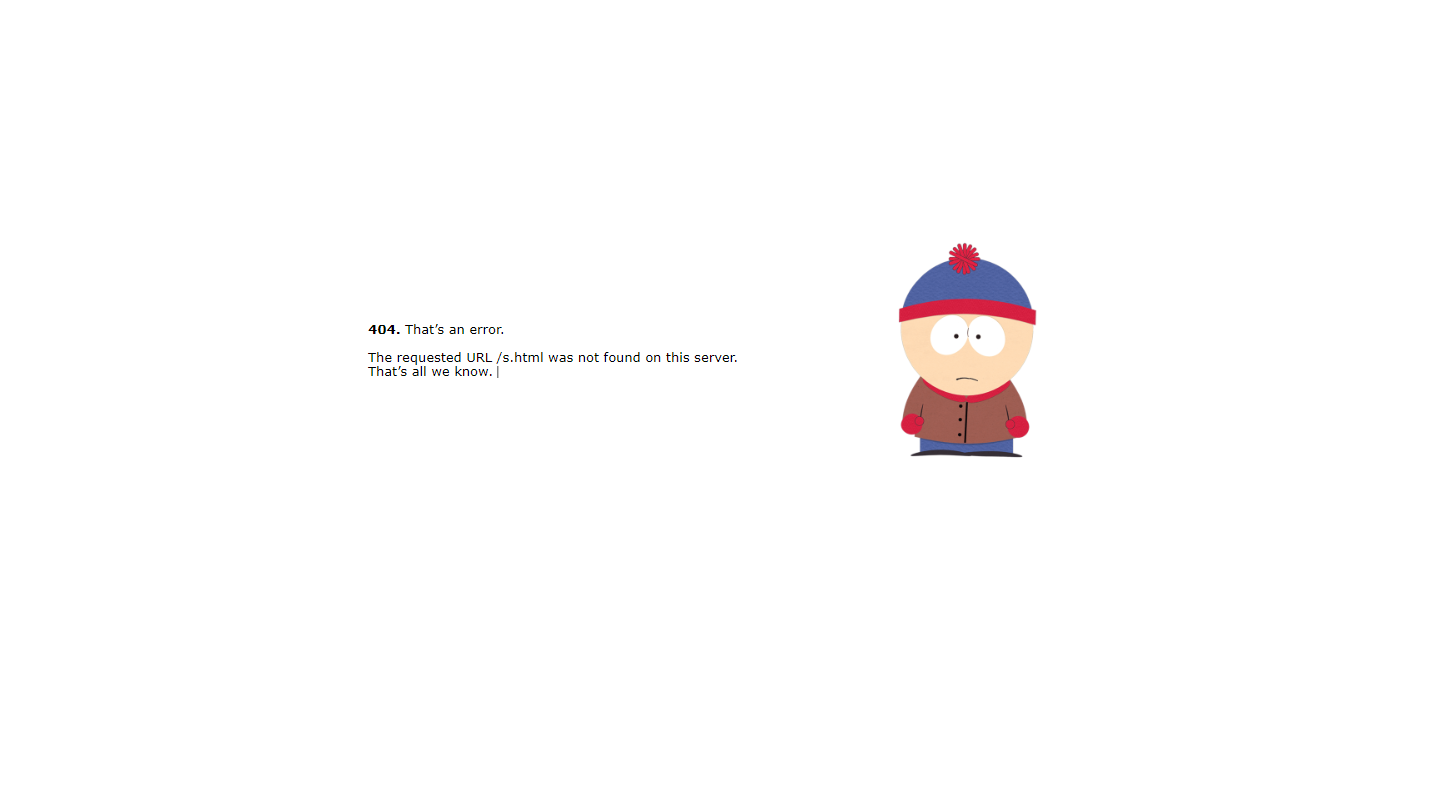 404. That’s an error.
The requested URL /s.html was not found on this server.
That’s all we know. |